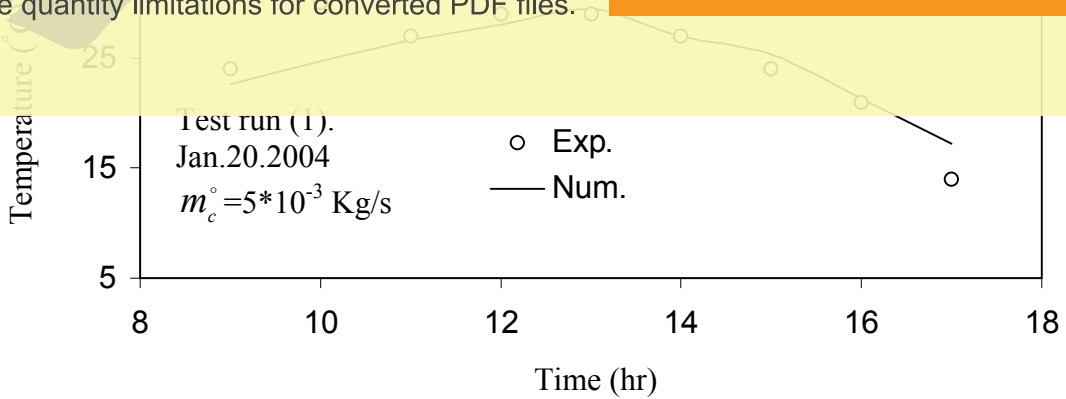 e quantity limitations for converted PDF files.
Temperature (°C
25
15
5
Test run (1).
Jan.20.2004
m°c =5*10-3 Kg/s
Exp.
Num.
8 10 12 14 16 18
Time (hr)